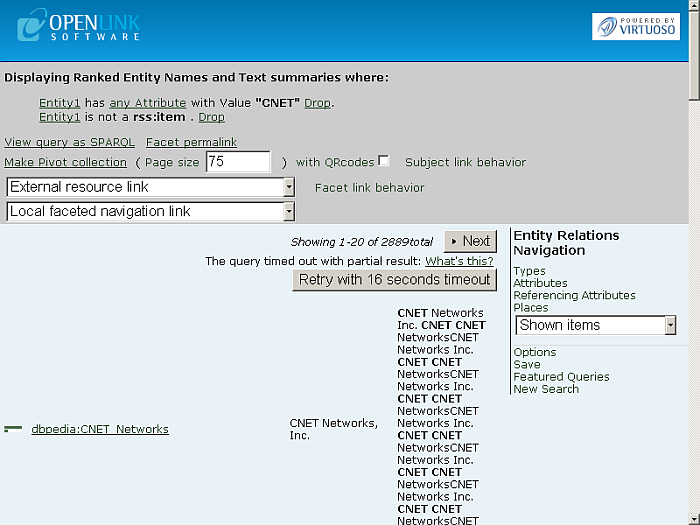 OPENLINK
SOFTWARE
POWERED BY
VIRTUOSO
Displaying Ranked Entity Names and Text summaries where:
Entity1 has any Attribute with Value "CNET" Drop.
Entity1 is not a rss:item . Drop
View query as SPARQL Facet permalink
Make Pivot collection ( Page size 75 ) with QRcodes Subject link behavior
External resource link Facet link behavior
Local faceted navigation link
Showing 1-20 of 2889total Next
The query timed out with partial result: What's this?
Retry with 16 seconds timeout
Entity Relations
Navigation
Types
Attributes
Referencing Attributes
Places
Shown items
Options
Save
Featured Queries
New Search
dbpedia:CNET_Networks
CNET Networks,
Inc.
CNET Networks
Inc. CNET CNET
NetworksCNET
Networks Inc.
CNET CNET
NetworksCNET
Networks Inc.
CNET CNET
NetworksCNET
Networks Inc.
CNET CNET
NetworksCNET
Networks Inc.
CNET CNET
NetworksCNET
Networks Inc.
CNET CNET
NetworksCNET